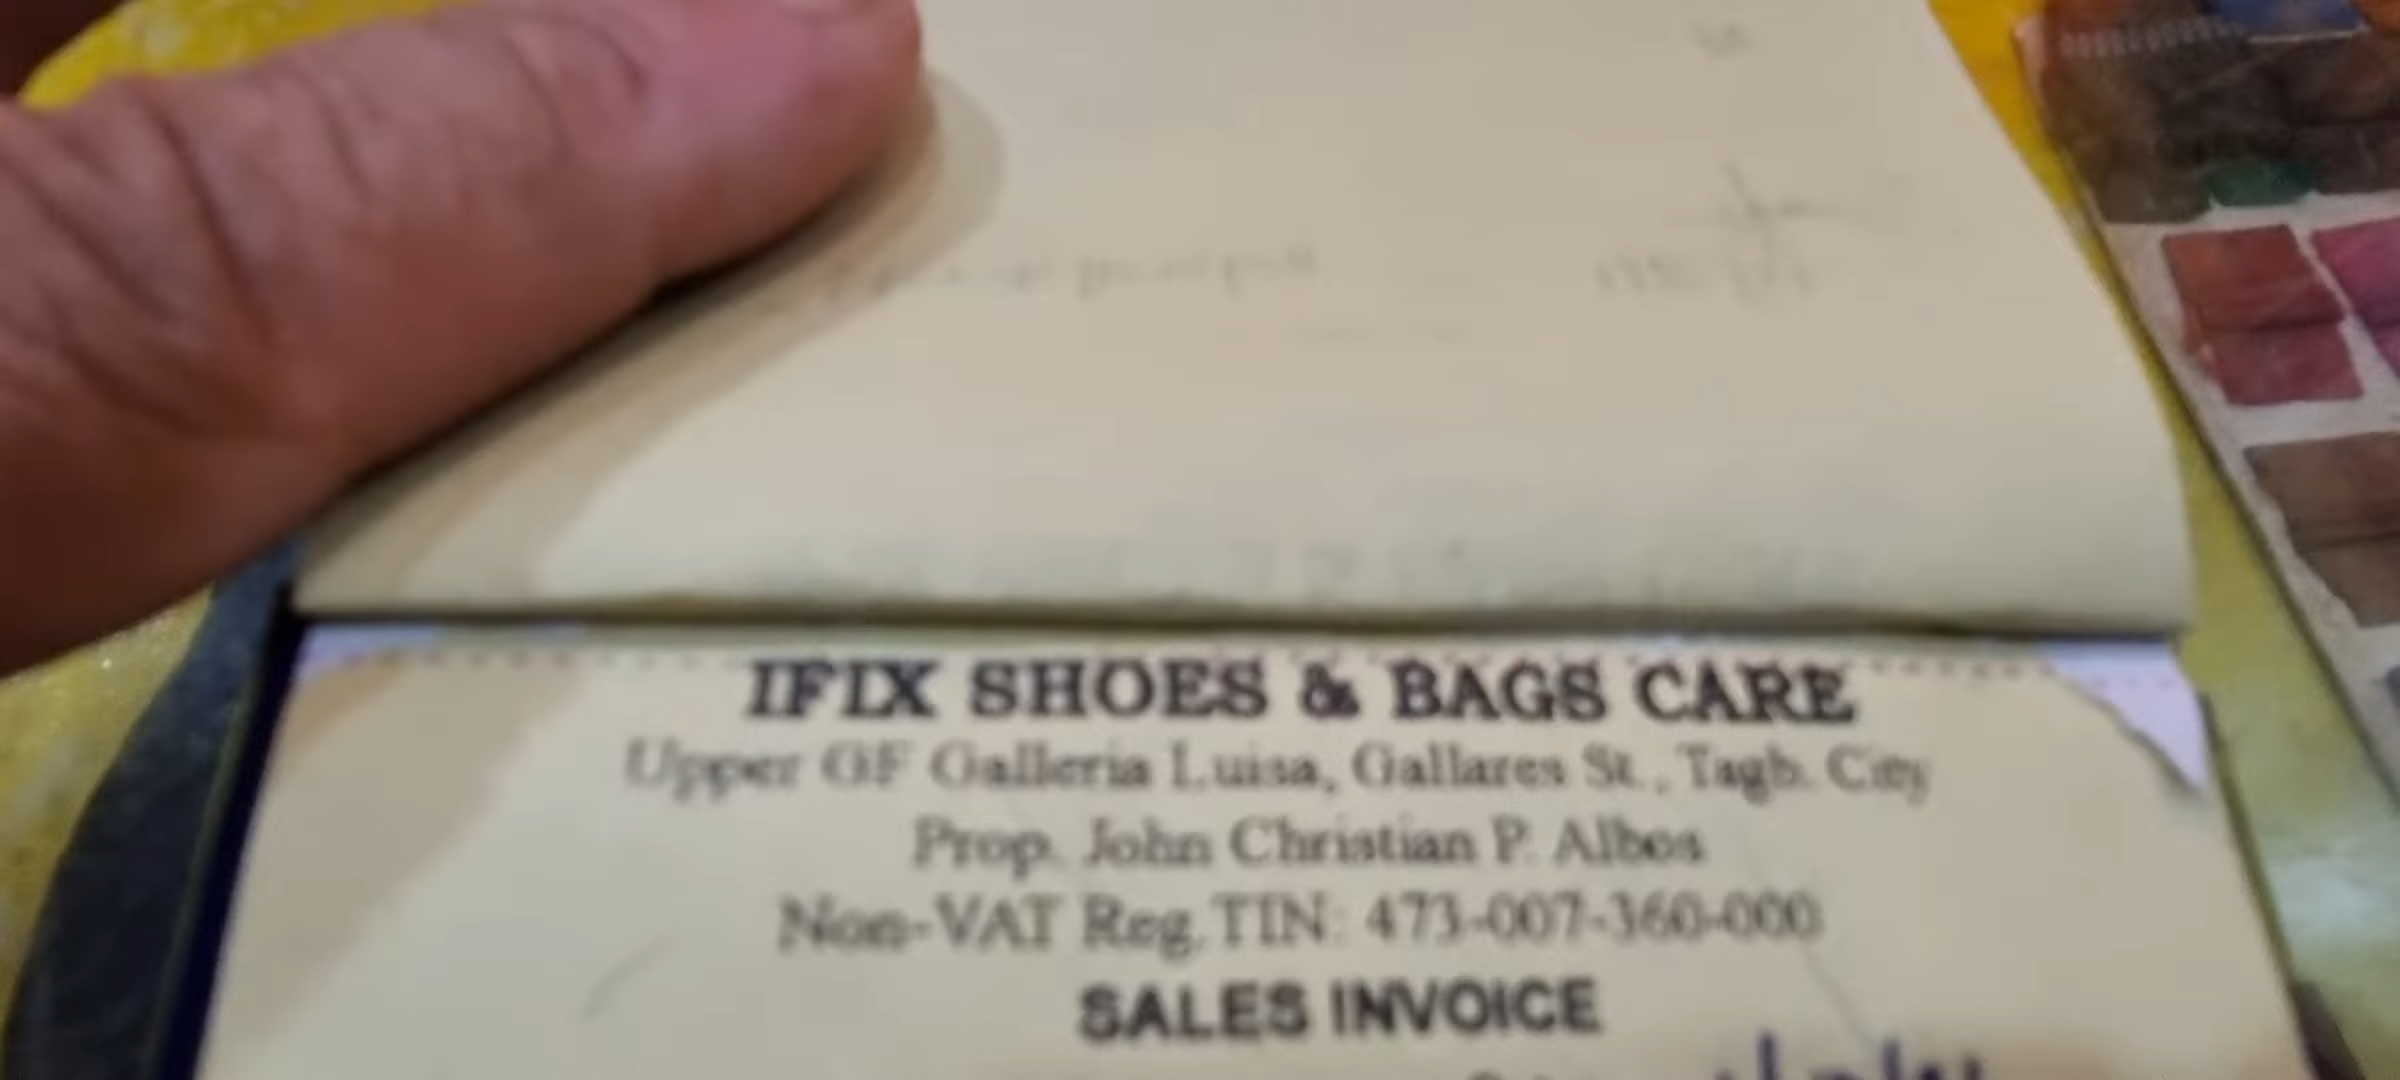 IFIX SHOES & BAGS CARE
Upper GF Galleria Luisa, Gallares St., Tagb. City
Prop. John Christian P. Albos
Non-VAT Reg.TIN: 473-007-360-000
SALES INVOICE